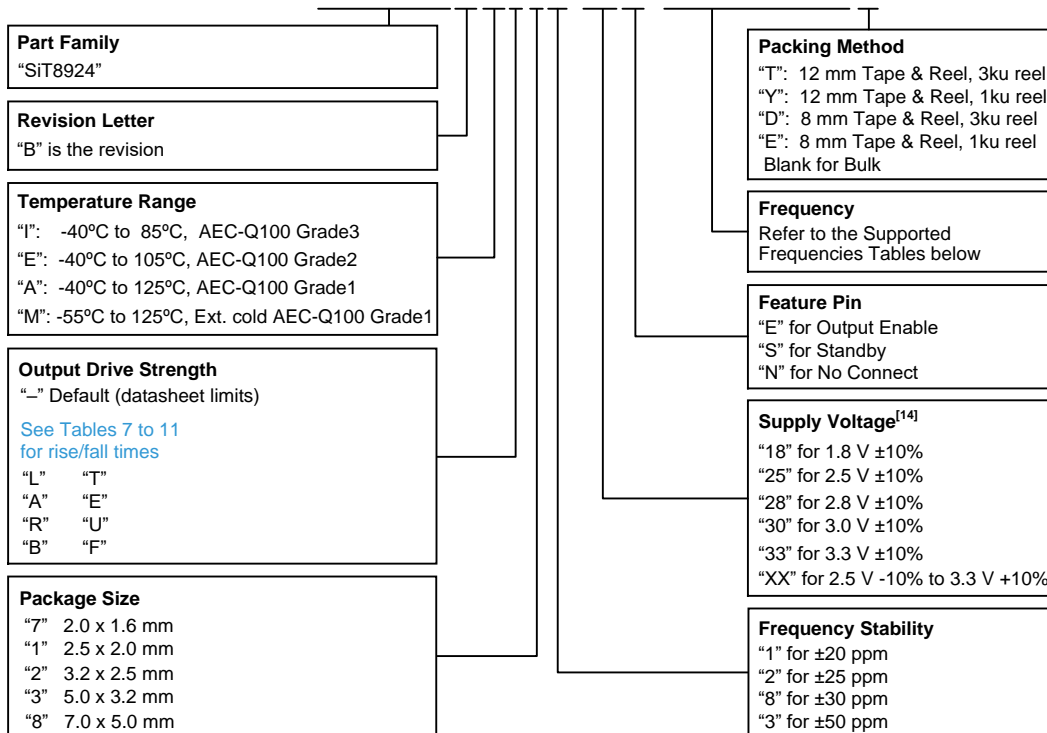 Part Family
“SiT8924”
Revision Letter
“B” is the revision
Temperature Range
“I”: -40ºC to 85ºC, AEC-Q100 Grade3
“E”: -40ºC to 105ºC, AEC-Q100 Grade2
“A”: -40ºC to 125ºC, AEC-Q100 Grade1
“M”: -55ºC to 125ºC, Ext. cold AEC-Q100 Grade1
Output Drive Strength
“–” Default (datasheet limits)
See Tables 7 to 11
for rise/fall times
“L” “T”
“A” “E”
“R” “U”
“B” “F”
Package Size
“7” 2.0 x 1.6 mm
“1” 2.5 x 2.0 mm
“2” 3.2 x 2.5 mm
“3” 5.0 x 3.2 mm
“8” 7.0 x 5.0 mm
Packing Method
“T”: 12 mm Tape & Reel, 3ku reel
“Y”: 12 mm Tape & Reel, 1ku reel
“D”: 8 mm Tape & Reel, 3ku reel
“E”: 8 mm Tape & Reel, 1ku reel
Blank for Bulk
Frequency
Refer to the Supported
Frequencies Tables below
Feature Pin
“E” for Output Enable
“S” for Standby
“N” for No Connect
Supply Voltage[14]
“18” for 1.8 V ±10%
“25” for 2.5 V ±10%
“28” for 2.8 V ±10%
“30” for 3.0 V ±10%
“33” for 3.3 V ±10%
“XX” for 2.5 V -10% to 3.3 V +10%
Frequency Stability
“1” for ±20 ppm
“2” for ±25 ppm
“8” for ±30 ppm
“3” for ±50 ppm